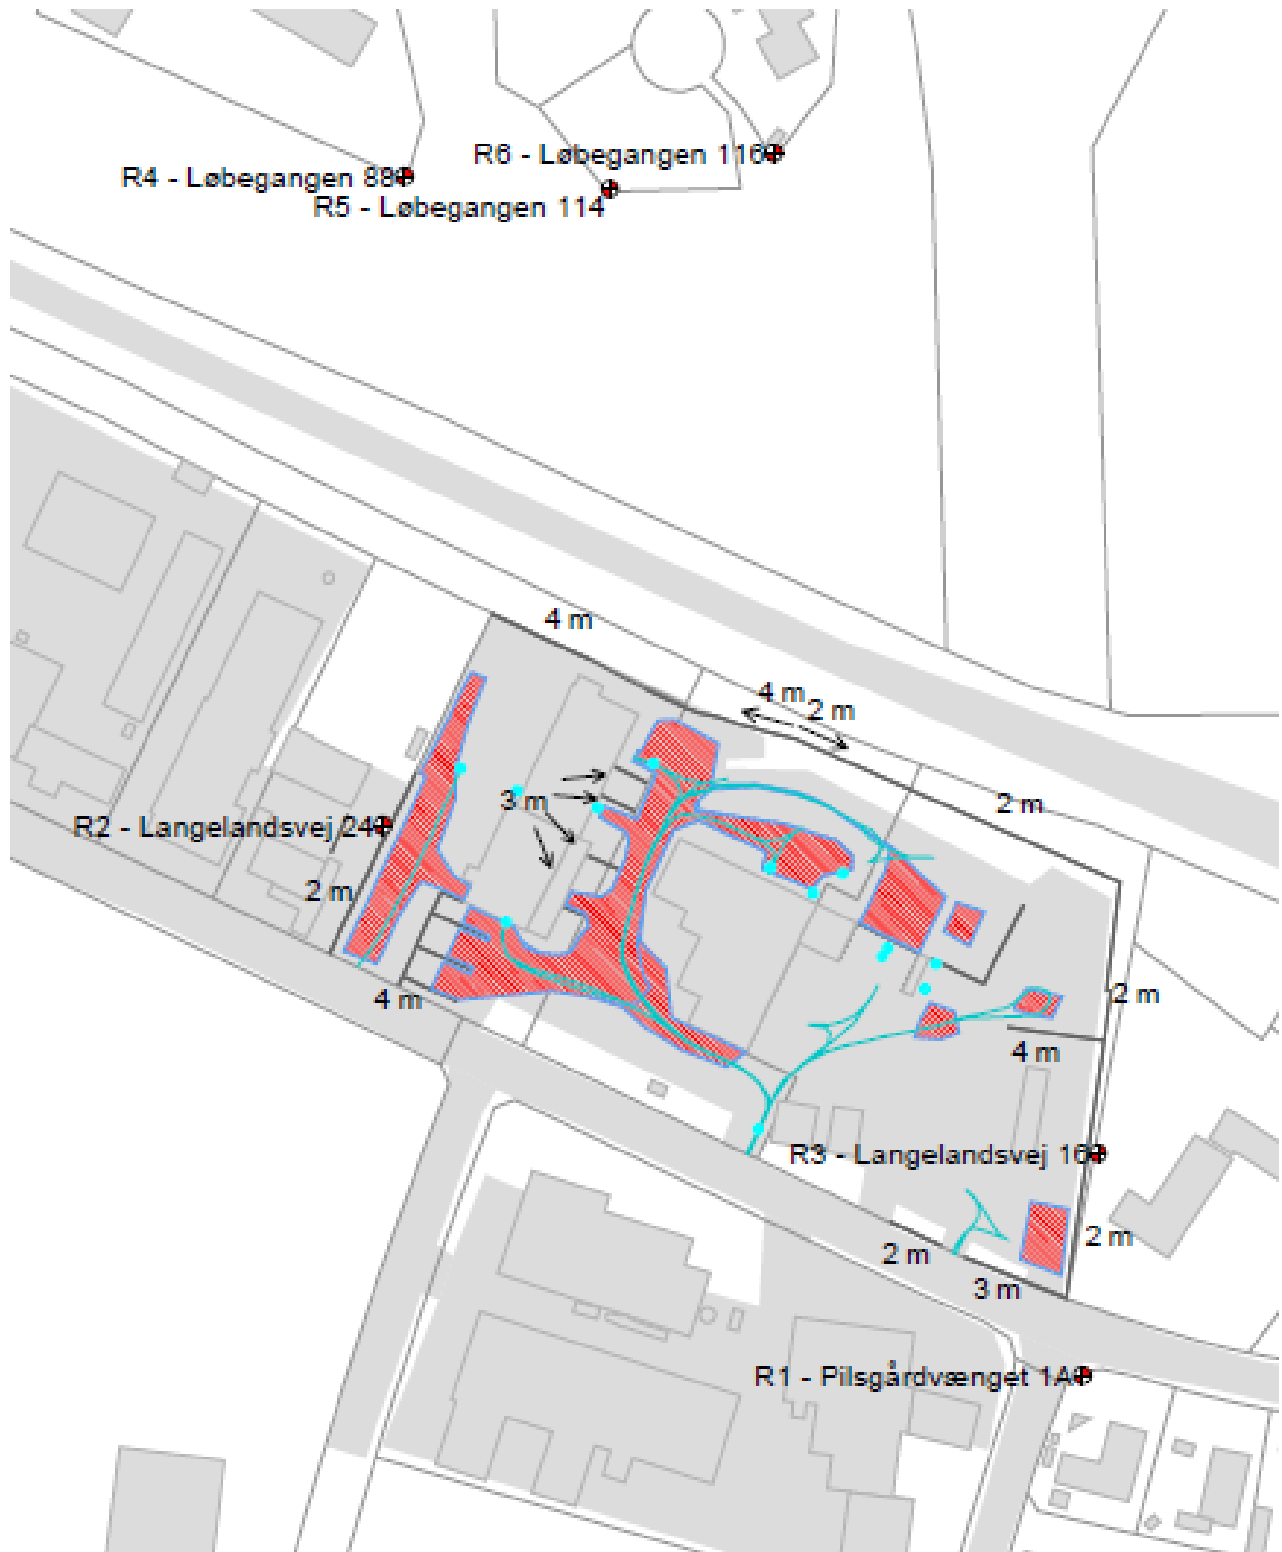 R6 - Løbegangen 116
R4 - Løbegangen 88
R5 - Løbegangen 114
4 m
4 m
2 m
2 m
3 m
R2 - Langelandsvej 24
2 m
4 m
2 m
4 m
R3 - Langelandsvej 16
2 m
2 m
3 m
R1 - Pilsgårdvænget 1A